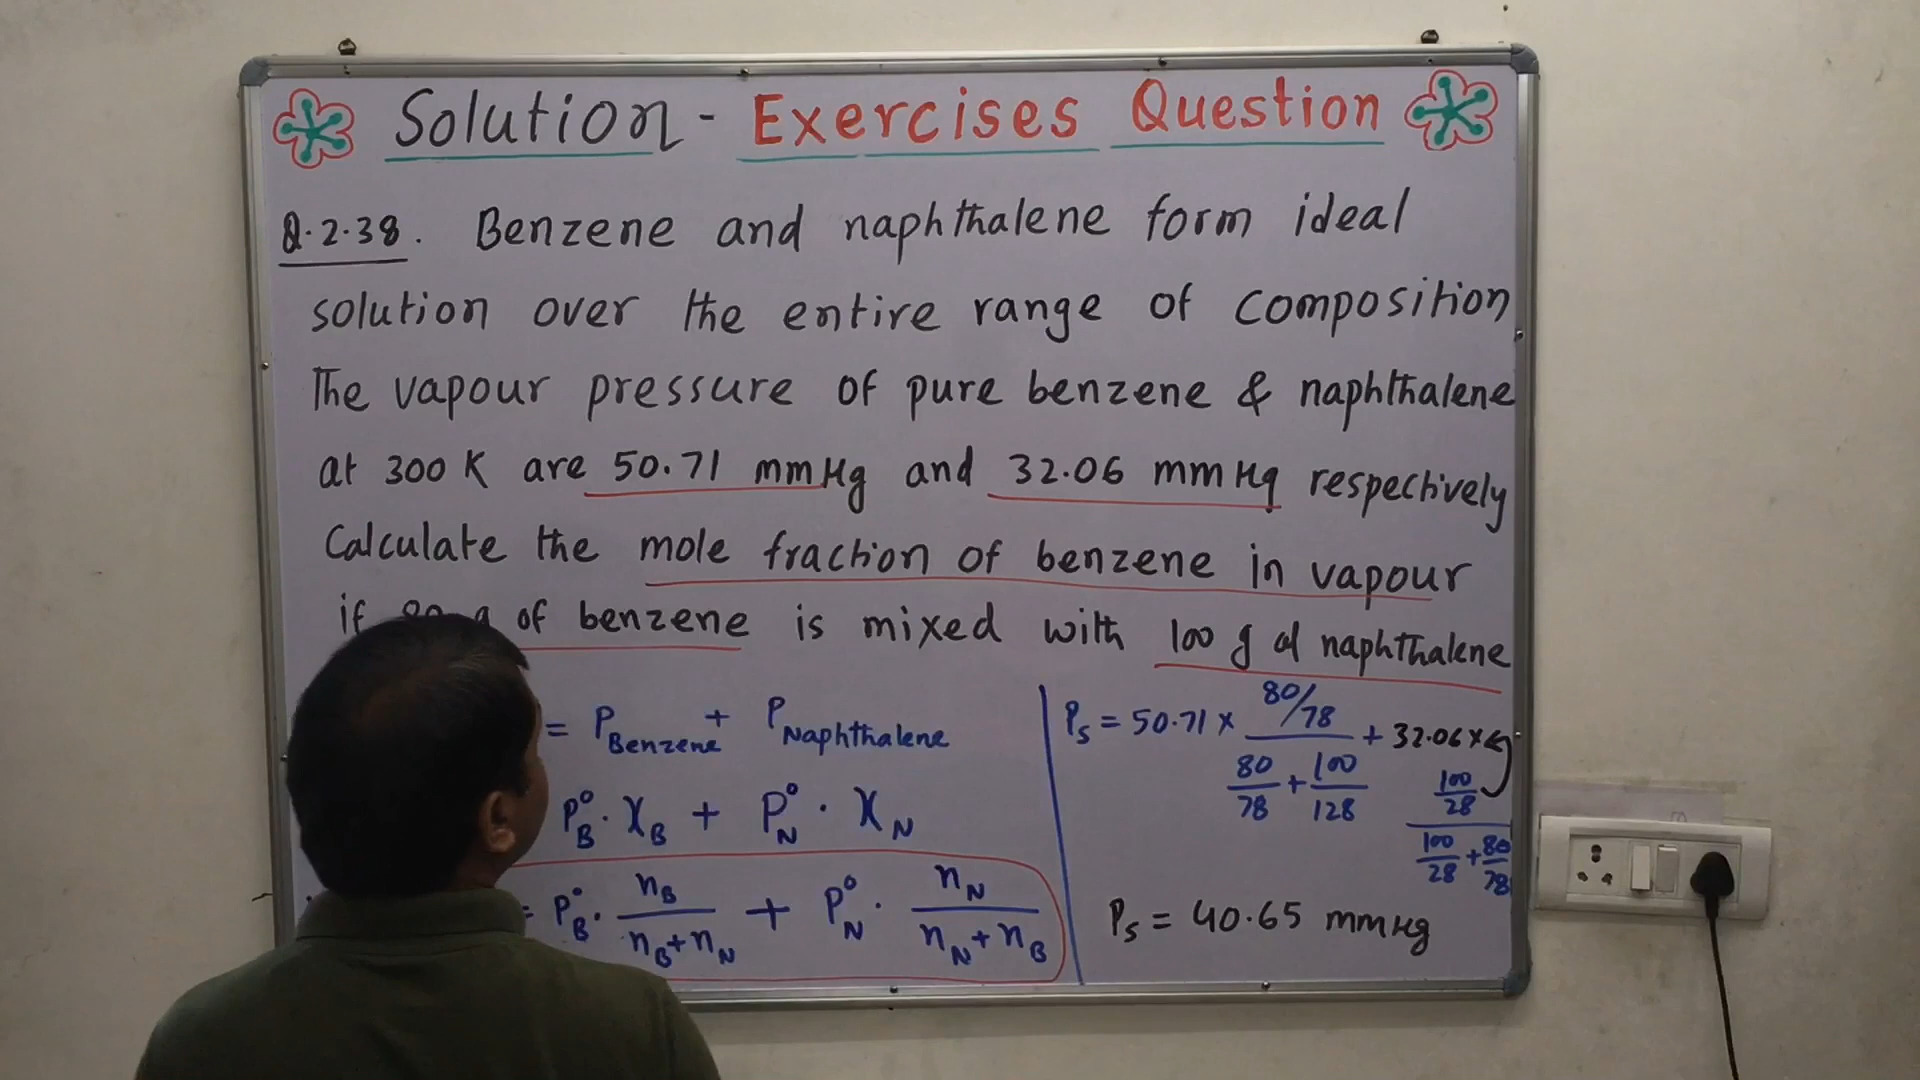 Solution - Exercises Question
Q.2.38. Benzene and naphthalene form ideal
solution over the entire range of composition
The vapour pressure of pure benzene & naphthalene
at 300 K are 50.71 mmHg and 32.06 mmHg respectively
Calculate the mole fraction of benzene in vapour
if of benzene is mixed with 100 g of naphthalene
= P_Benzene + P_Naphthalene
P°_B · X_B + P°_N · X_N
= P°_B · n_B / (n_B + n_N) + P°_N · n_N / (n_N + n_B)
P_s = 50.71 × (80/78) / (80/78 + 100/128) + 32.06 ×
(100/28) / (100/28 + 80/78)
P_s = 40.65 mmHg